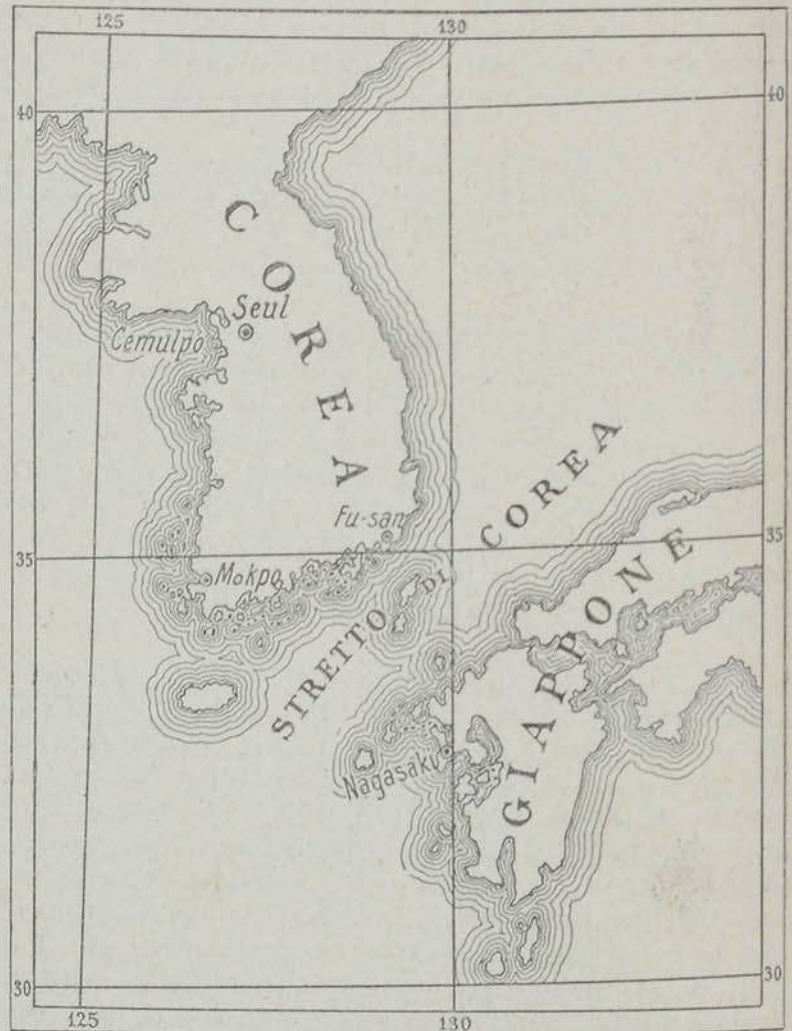 125 130
40 40
COREA
Seul
Cemulpo
STRETTO DI COREA
Fu-san
35 35
Mokpo
GIAPPONE
Nagasaku
30 30
125 130